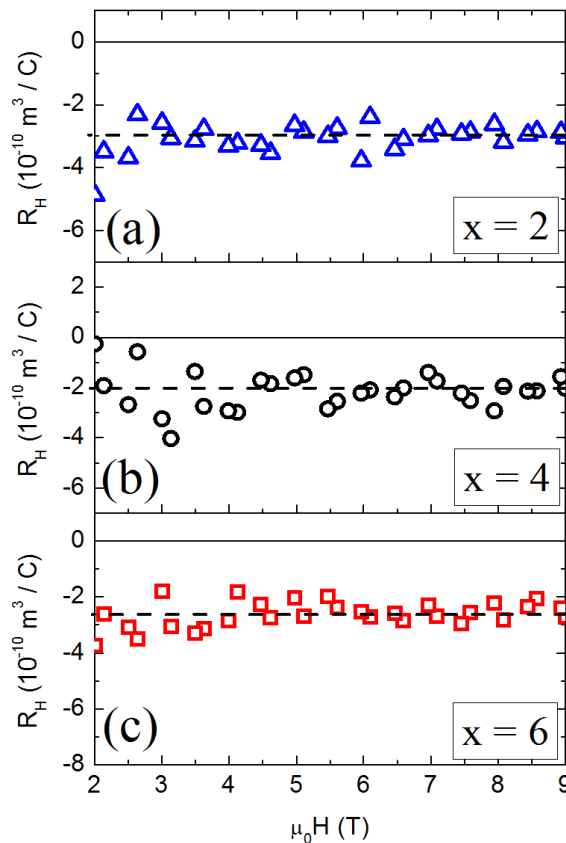 0
-2
-4
-6
R_H (10^-10 m^3 / C)
(a)
x = 2
2
0
-2
-4
-6
R_H (10^-10 m^3 / C)
(b)
x = 4
0
-2
-4
-6
-8
R_H (10^-10 m^3 / C)
(c)
x = 6
2 3 4 5 6 7 8 9
μ_0H (T)